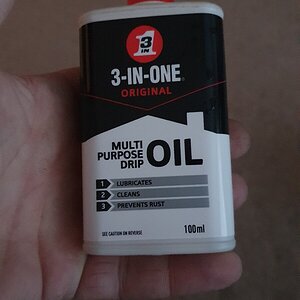 3
IN
1
3-IN-ONE®
ORIGINAL
MULTI
PURPOSE
DRIP
OIL
1 LUBRICATES
2 CLEANS
3 PREVENTS RUST
SEE CAUTION ON REVERSE
100ml